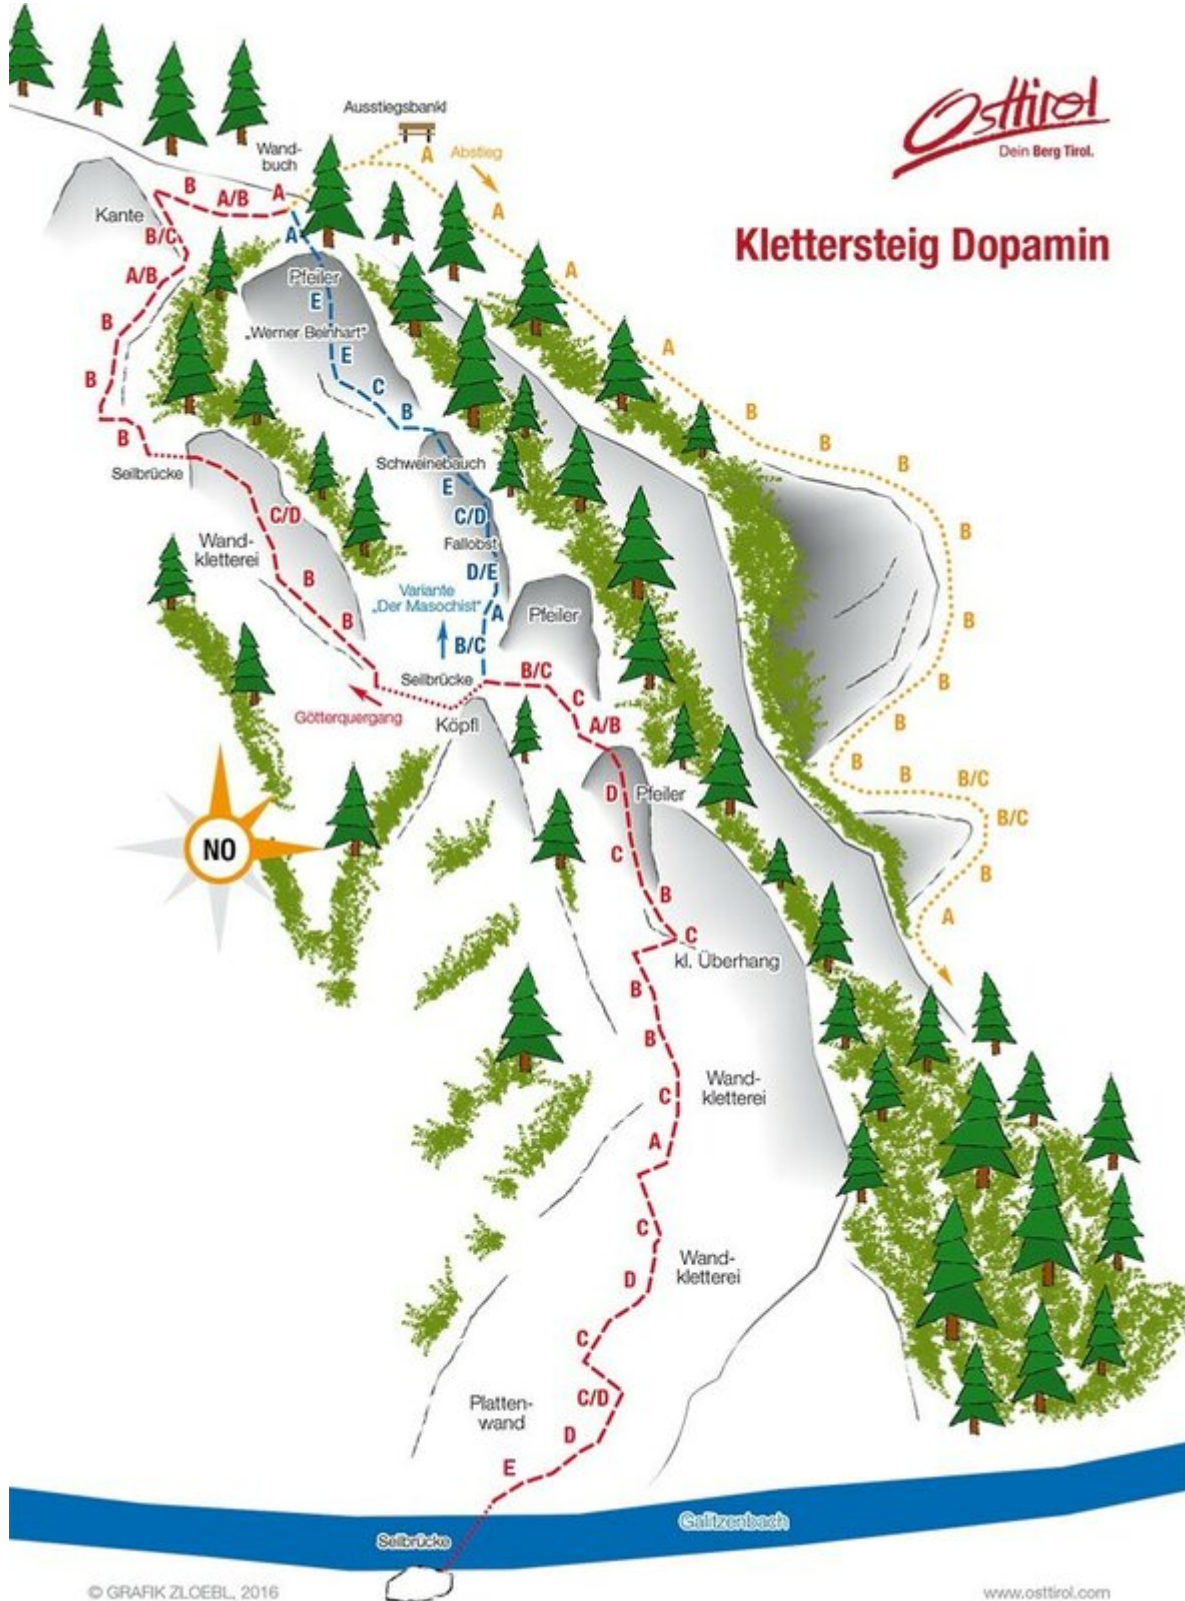 Osttirol
Dein Berg Tirol.
Klettersteig Dopamin
Ausstiegsbankl
Wand-
buch
A
Abstieg
B
A/B
A
Kante
A
B/C
A
A/B
A
Pfeiler
E
B
„Werner Beinhart“
E
A
B
C
B
B
B
B
B
Seilbrücke
Schweinebauch
B
E
C/D
C/D
Wand-
kletterei
Fallobst
B
D/E
B
Variante
„Der Masochist“
A
Pfeiler
B
B
B/C
Seilbrücke
B/C
B
C
Götterquergang
Köpfl
A/B
B
B
B
B/C
D
Pfeiler
B/C
NO
C
B
B
A
C
kl. Überhang
B
B
Wand-
kletterei
C
A
C
Wand-
kletterei
D
C
C/D
Platten-
wand
D
E
Galitzenbach
Seilbrücke
© GRAFIK ZLOEBL, 2016
www.osttirol.com